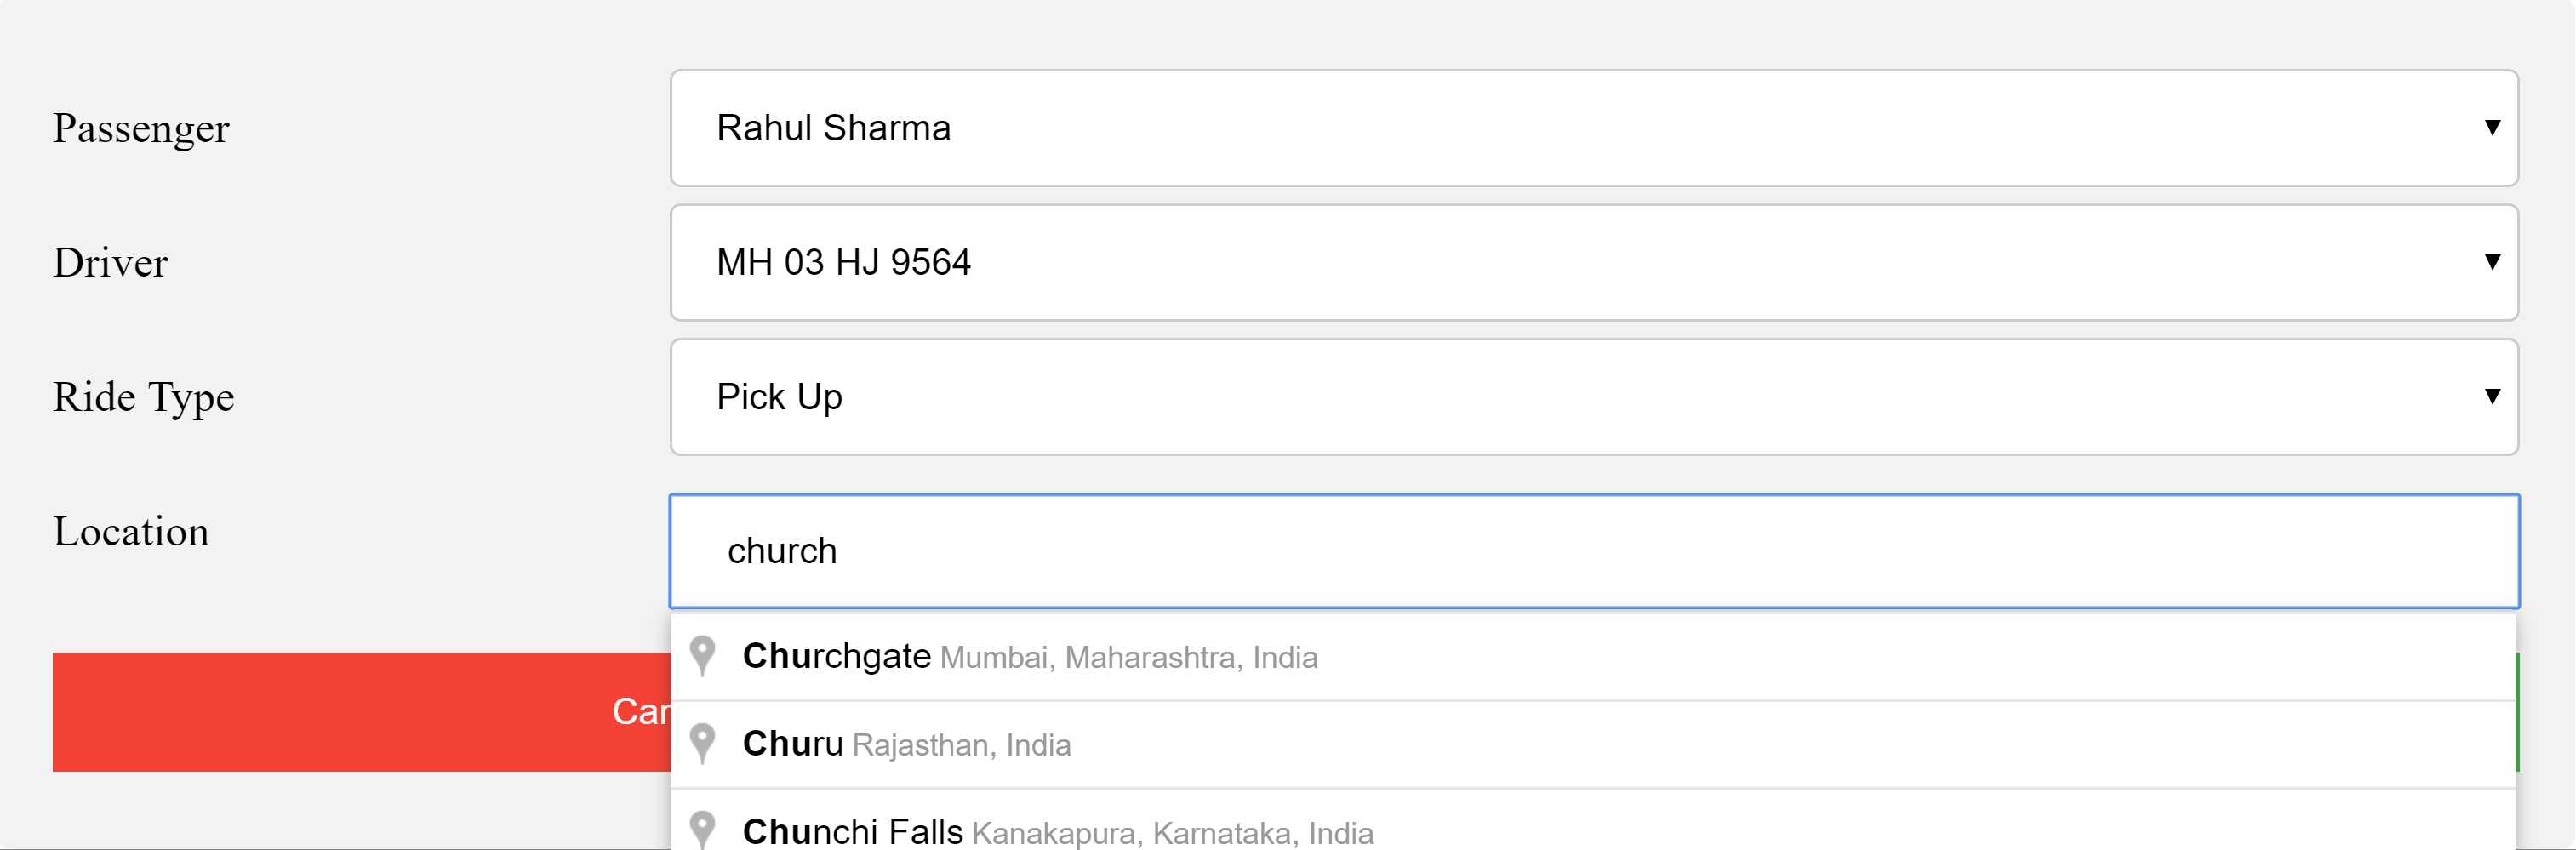 Passenger Rahul Sharma
Driver MH 03 HJ 9564
Ride Type Pick Up
Location church
Churchgate Mumbai, Maharashtra, India
Churu Rajasthan, India
Chunchi Falls Kanakapura, Karnataka, India